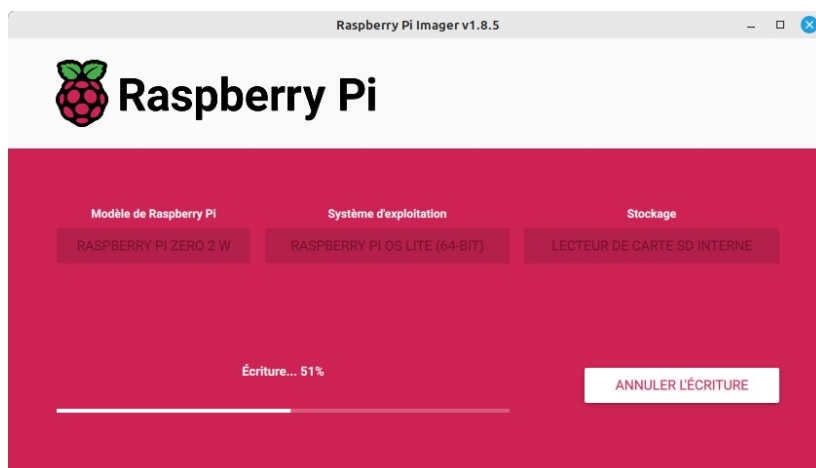 Raspberry Pi Imager v1.8.5
Raspberry Pi
Modèle de Raspberry Pi
Système d'exploitation
Stockage
RASPBERRY PI ZERO 2 W
RASPBERRY PI OS LITE (64-BIT)
LECTEUR DE CARTE SD INTERNE
Écriture... 51%
ANNULER L'ÉCRITURE